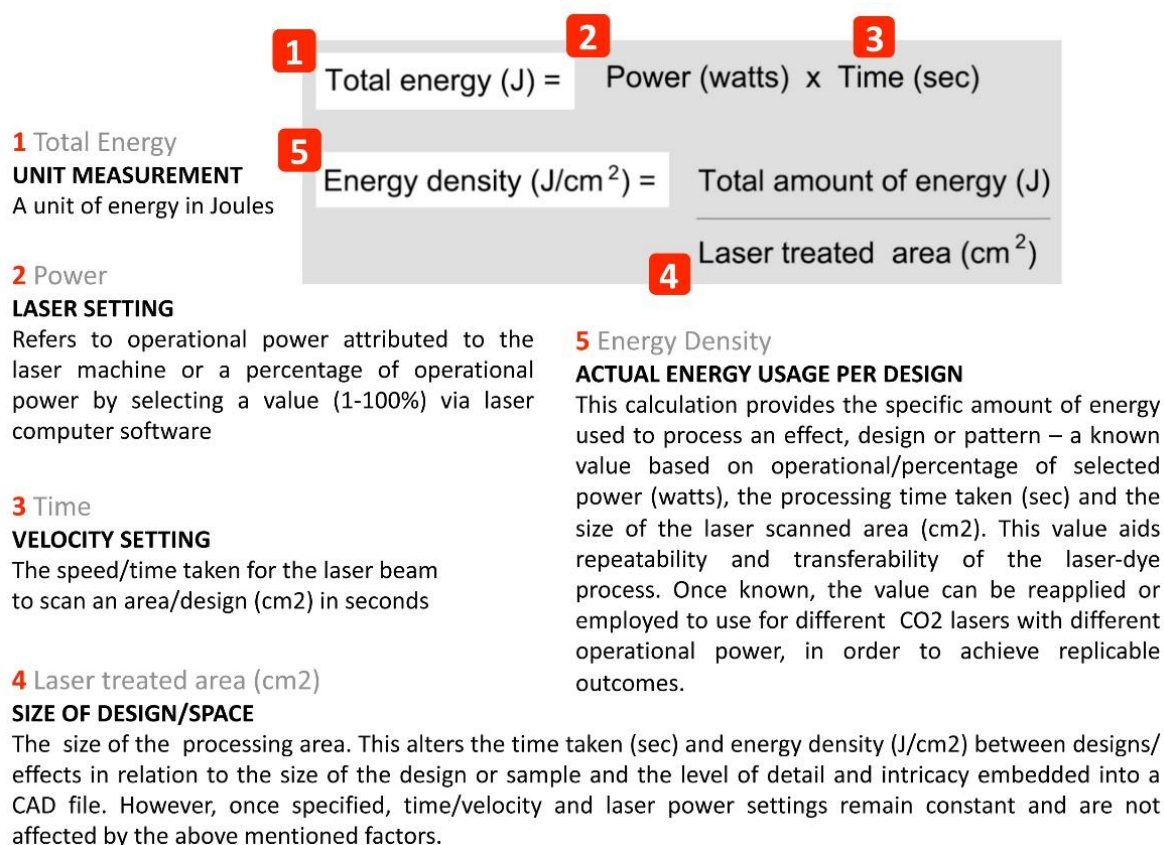 1 2 3
Total energy (J) = Power (watts) x Time (sec)
5
Energy density (J/cm²) = Total amount of energy (J)
4 Laser treated area (cm²)
1 Total Energy
UNIT MEASUREMENT
A unit of energy in Joules
2 Power
LASER SETTING
Refers to operational power attributed to the
laser machine or a percentage of operational
power by selecting a value (1-100%) via laser
computer software
3 Time
VELOCITY SETTING
The speed/time taken for the laser beam
to scan an area/design (cm2) in seconds
5 Energy Density
ACTUAL ENERGY USAGE PER DESIGN
This calculation provides the specific amount of energy
used to process an effect, design or pattern – a known
value based on operational/percentage of selected
power (watts), the processing time taken (sec) and the
size of the laser scanned area (cm2). This value aids
repeatability and transferability of the laser-dye
process. Once known, the value can be reapplied or
employed to use for different CO2 lasers with different
operational power, in order to achieve replicable
outcomes.
4 Laser treated area (cm2)
SIZE OF DESIGN/SPACE
The size of the processing area. This alters the time taken (sec) and energy density (J/cm2) between designs/
effects in relation to the size of the design or sample and the level of detail and intricacy embedded into a
CAD file. However, once specified, time/velocity and laser power settings remain constant and are not
affected by the above mentioned factors.